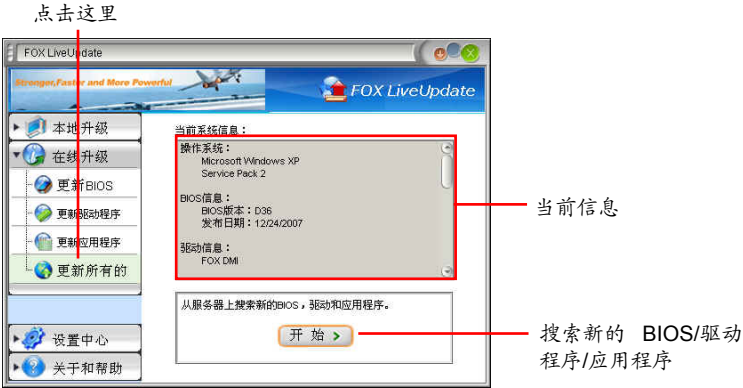 点击这里
FOX LiveUpdate
Stronger,Faster and More Powerful
FOX LiveUpdate
本地升级
在线升级
更新BIOS
更新驱动程序
更新应用程序
更新所有的
设置中心
关于和帮助
当前系统信息：
操作系统：
Microsoft Windows XP
Service Pack 2
BIOS信息：
BIOS版本：D36
发布日期：12/24/2007
驱动信息：
FOX DMI
从服务器上搜索新的BIOS，驱动和应用程序。
开 始
当前信息
搜索新的 BIOS/驱动
程序/应用程序